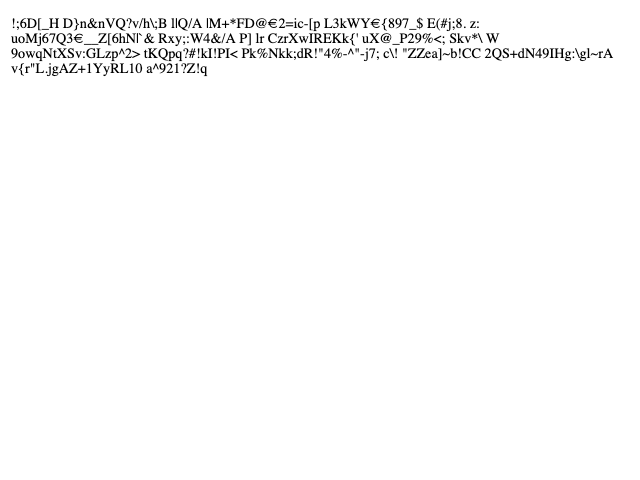 !;6D[_H D}n&nVQ?v/h\;B lIQ/A |M+*FD@€2=ic-[p L3kWY€{897_$ E(#j;8. z:
uoMj67Q3€__Z[6hN|` & Rxy;:W4&/A P] lr CzrXwIREKk{' uX@_P29%<; Skv*\ W
9owqNtXSv:GLzp^2> tKQpq?#!kI!PI< Pk%Nkk;dR!"4%-^"-j7; c\! "ZZea]~b!CC 2QS+dN49IHg:\gl~rA
v{r"L.jgAZ+1YyRL10 a^921?Z!q